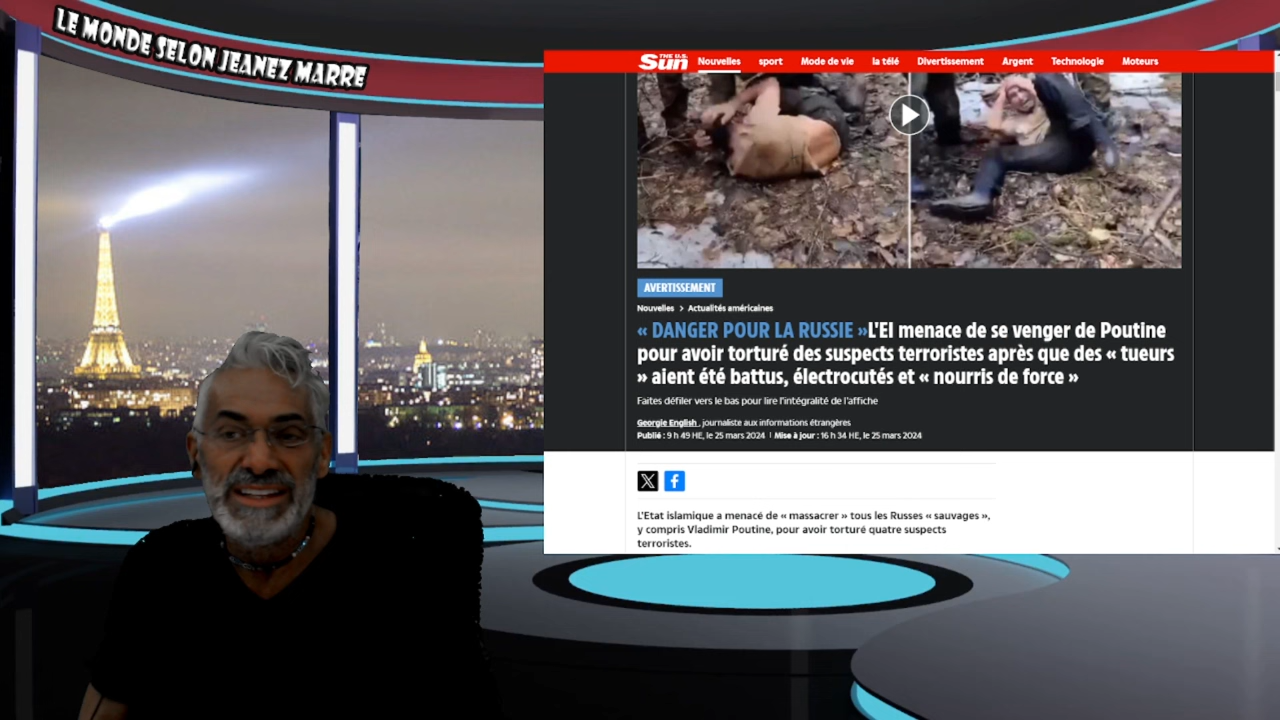 LE MONDE SELON JEANEZ MARRE
THE U.S. Sun Nouvelles sport Mode de vie la télé Divertissement Argent Technologie Moteurs
AVERTISSEMENT
Nouvelles > Actualités américaines
« DANGER POUR LA RUSSIE »L'EI menace de se venger de Poutine
pour avoir torturé des suspects terroristes après que des « tueurs
» aient été battus, électrocutés et « nourris de force »
Faites défiler vers le bas pour lire l'intégralité de l'affiche
Georgie English , journaliste aux informations étrangères
Publié : 9 h 49 HE, le 25 mars 2024 | Mise à jour : 16 h 34 HE, le 25 mars 2024
L'Etat islamique a menacé de « massacrer » tous les Russes « sauvages »,
y compris Vladimir Poutine, pour avoir torturé quatre suspects
terroristes.